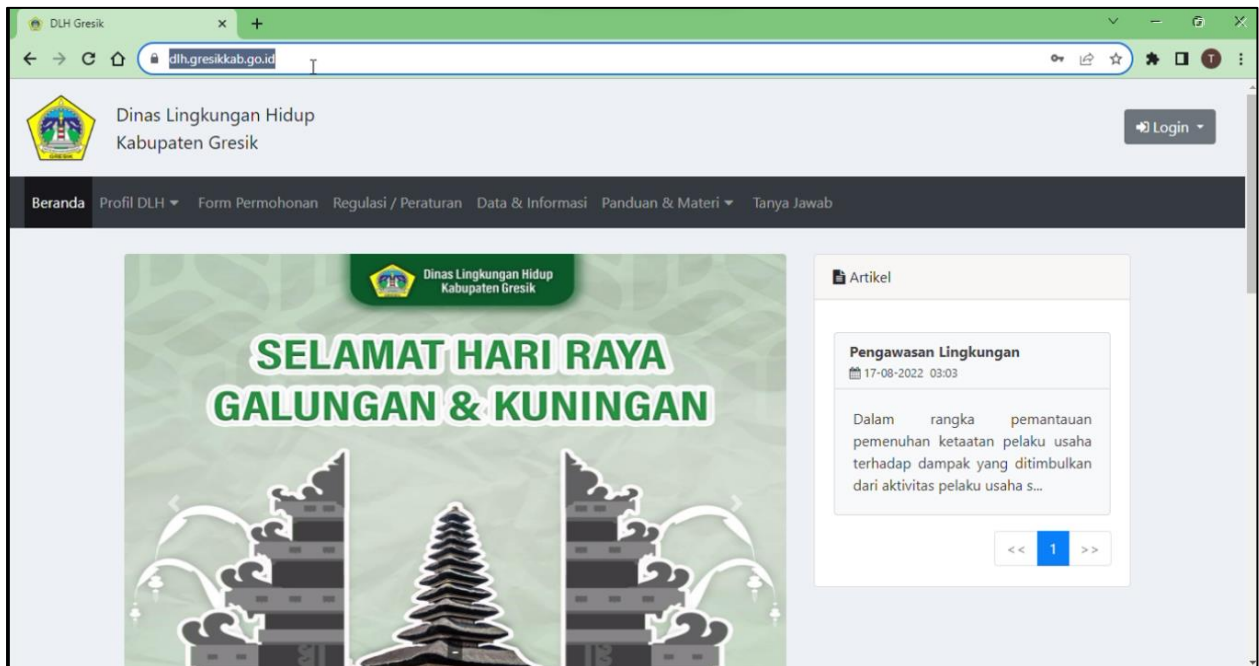 DLH Gresik
dlh.gresikkab.go.id
T
GRESIK
Dinas Lingkungan Hidup
Kabupaten Gresik
Login
Beranda Profil DLH Form Permohonan Regulasi / Peraturan Data & Informasi Panduan & Materi Tanya Jawab
Dinas Lingkungan Hidup
Kabupaten Gresik
SELAMAT HARI RAYA
GALUNGAN & KUNINGAN
Artikel
Pengawasan Lingkungan
17-08-2022 03:03
Dalam rangka pemantauan
pemenuhan ketaatan pelaku usaha
terhadap dampak yang ditimbulkan
dari aktivitas pelaku usaha s...
<< 1 >>